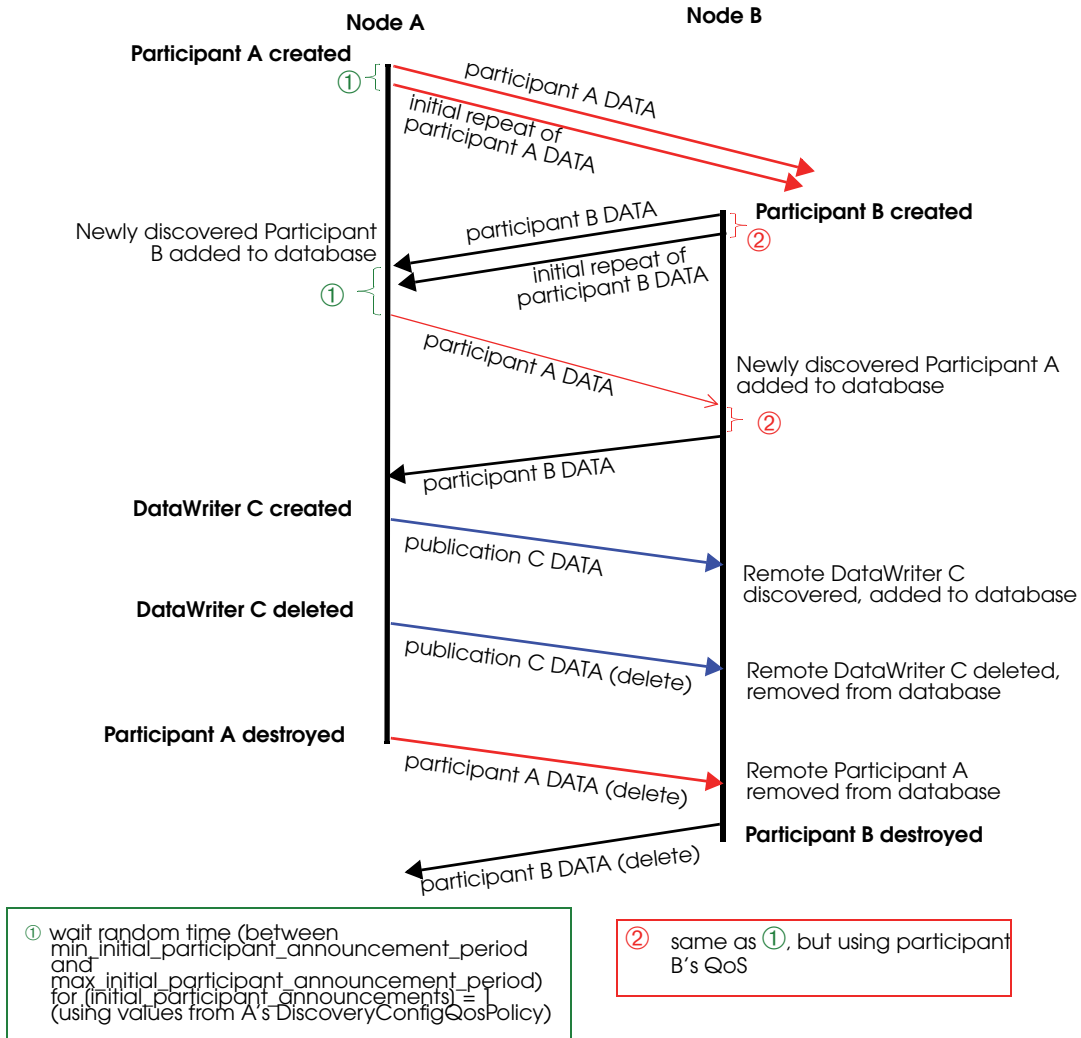 Node A
Node B
Participant A created
①
participant A DATA
initial repeat of
participant A DATA
participant B DATA
Participant B created
②
Newly discovered Participant
B added to database
initial repeat of
participant B DATA
①
participant A DATA
Newly discovered Participant A
added to database
②
participant B DATA
DataWriter C created
publication C DATA
Remote DataWriter C
discovered, added to database
DataWriter C deleted
publication C DATA (delete)
Remote DataWriter C deleted,
removed from database
Participant A destroyed
participant A DATA (delete)
Remote Participant A
removed from database
Participant B destroyed
participant B DATA (delete)
① wait random time (between
min_initial_participant_announcement_period
and
max_initial_participant_announcement_period)
for (initial_participant_announcements) = 1
(using values from A's DiscoveryConfigQosPolicy)
② same as ①, but using participant
B's QoS